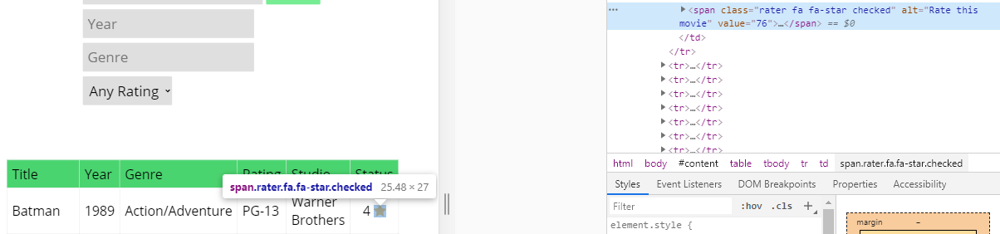 Year
Genre
Any Rating
Title Year Genre Rating Studio Status
span.rater.fa.fa-star.checked 25.48 × 27
Batman 1989 Action/Adventure PG-13 Warner Brothers 4
… <span class="rater fa fa-star checked" alt="Rate this
movie" value="76">…</span> == $0
</td>
</tr>
<tr>…</tr>
<tr>…</tr>
<tr>…</tr>
<tr>…</tr>
<tr>…</tr>
<tr>…</tr>
<tr>…</tr>
html body #content table tbody tr td span.rater.fa.fa-star.checked
Styles Event Listeners DOM Breakpoints Properties Accessibility
Filter :hov .cls +
element.style {
margin –